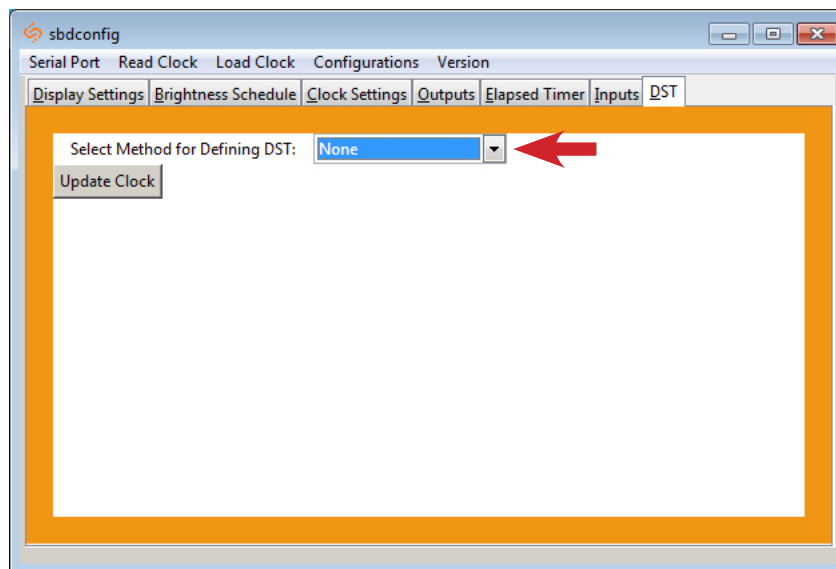 sbdconfig
Serial Port Read Clock Load Clock Configurations Version
Display Settings Brightness Schedule Clock Settings Outputs Elapsed Timer Inputs DST
Select Method for Defining DST: None
Update Clock